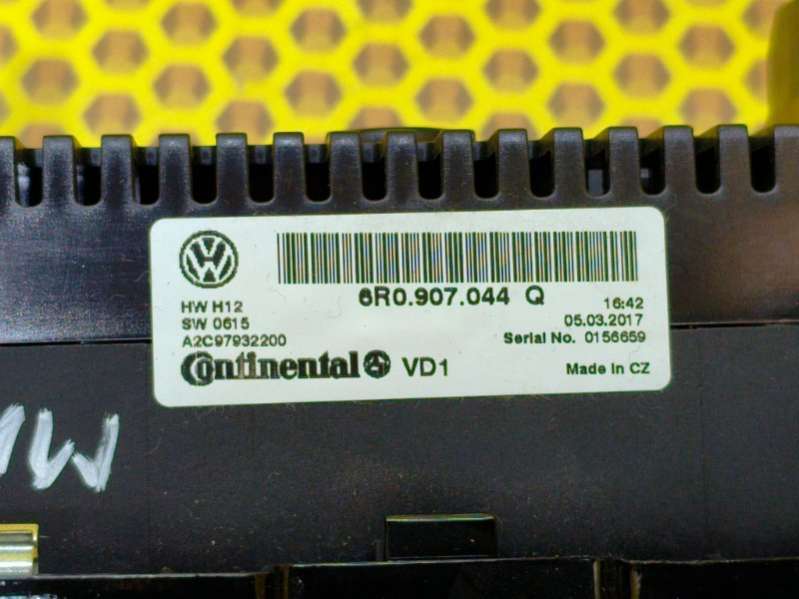 6R0.907.044 Q
HW H12
16:42
SW 0615
05.03.2017
A2C97932200
Serial No. 0156659
Continental VD1
Made in CZ